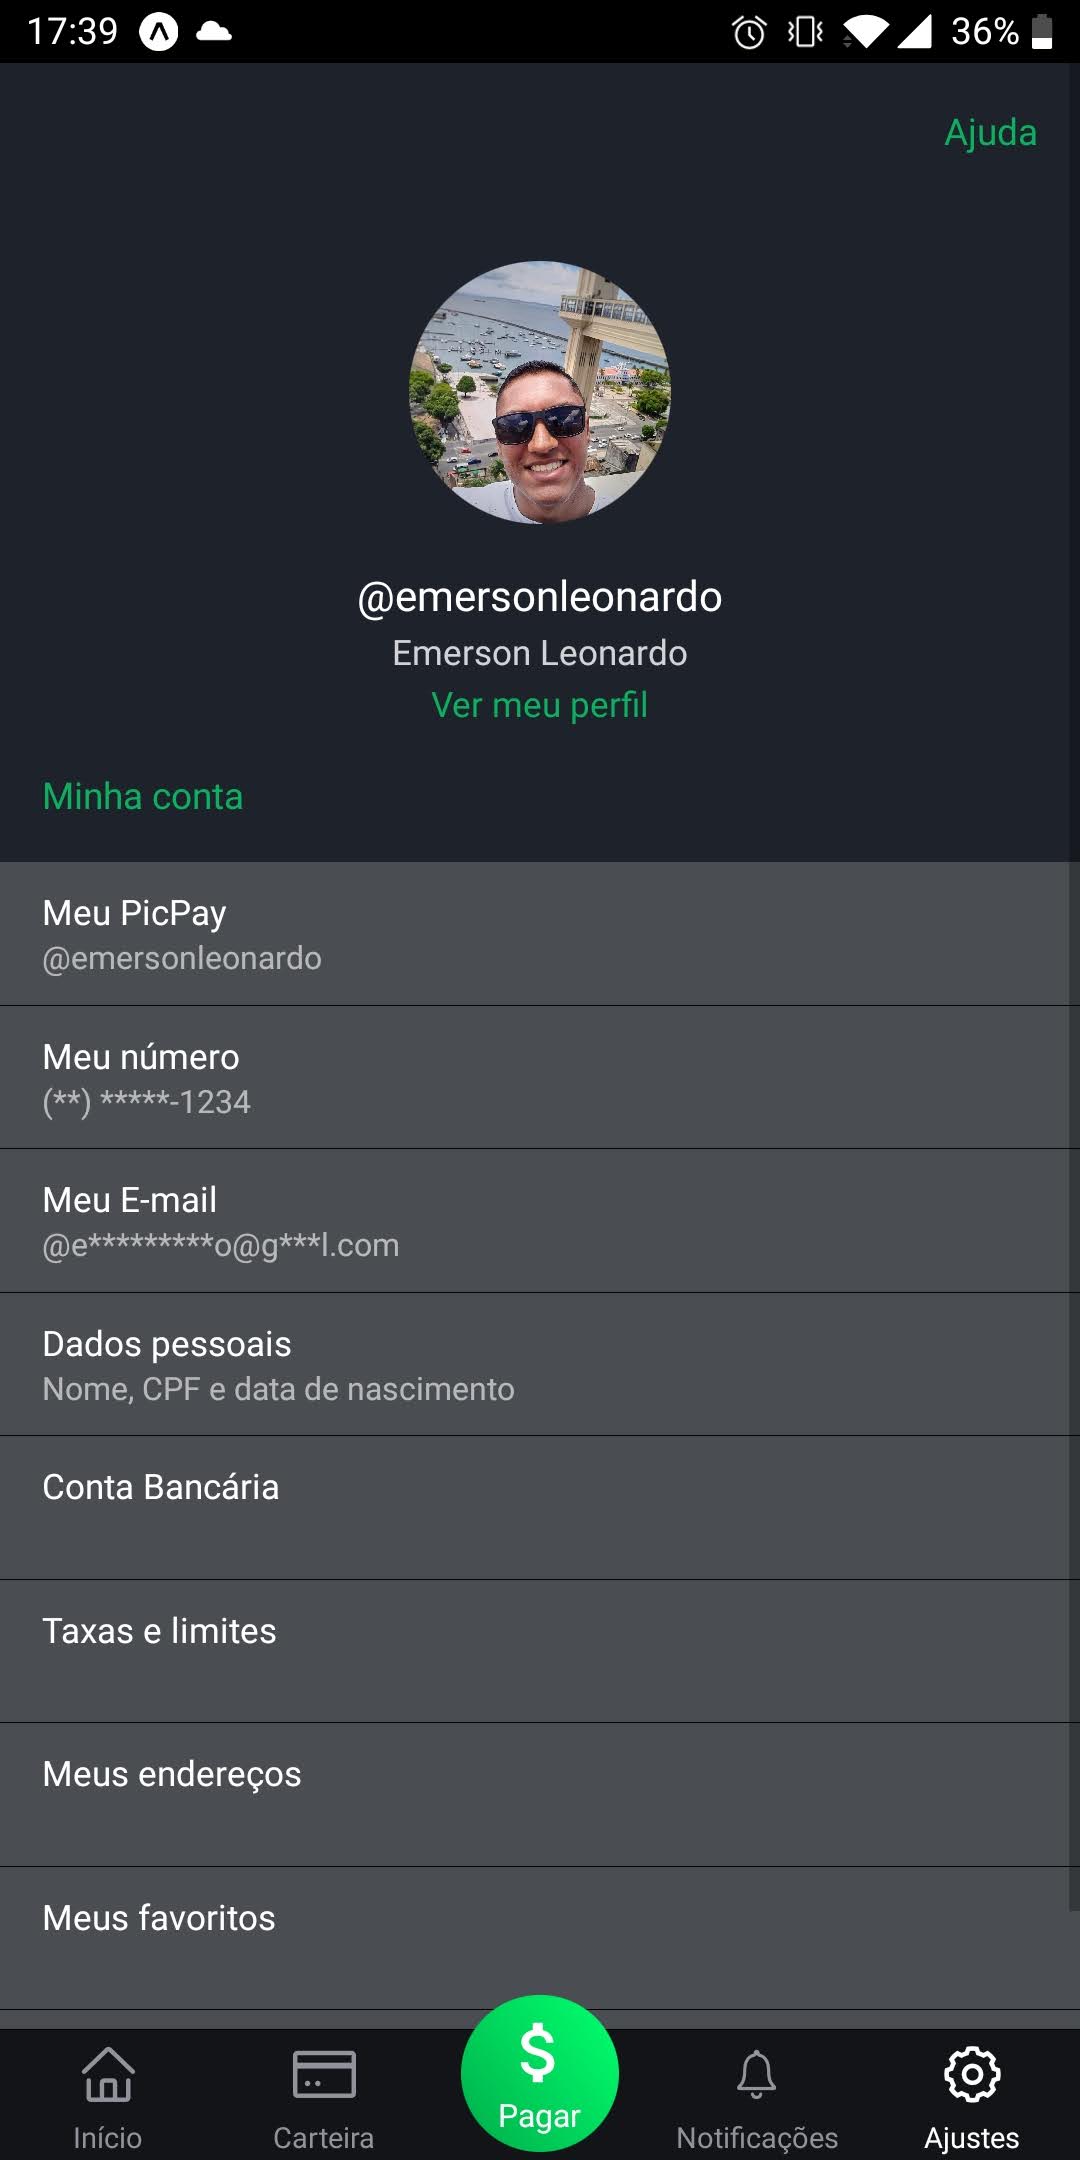 17:39
36%
Ajuda
@emersonleonardo
Emerson Leonardo
Ver meu perfil
Minha conta
Meu PicPay
@emersonleonardo
Meu número
(**) *****-1234
Meu E-mail
@e*********o@g***l.com
Dados pessoais
Nome, CPF e data de nascimento
Conta Bancária
Taxas e limites
Meus endereços
Meus favoritos
$
Início
Carteira
Pagar
Notificações
Ajustes